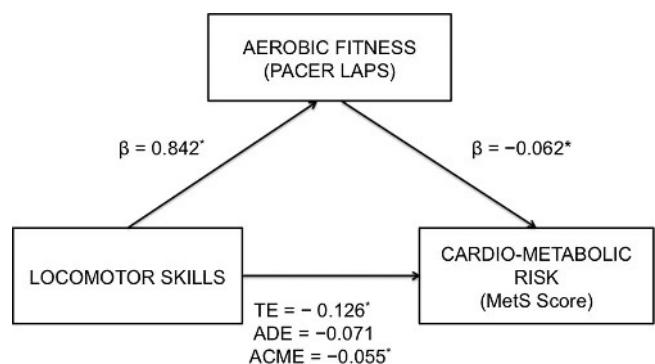 AEROBIC FITNESS
(PACER LAPS)
β = 0.842*
β = −0.062*
LOCOMOTOR SKILLS
CARDIO-METABOLIC
RISK
(MetS Score)
TE = − 0.126*
ADE = −0.071
ACME = −0.055*